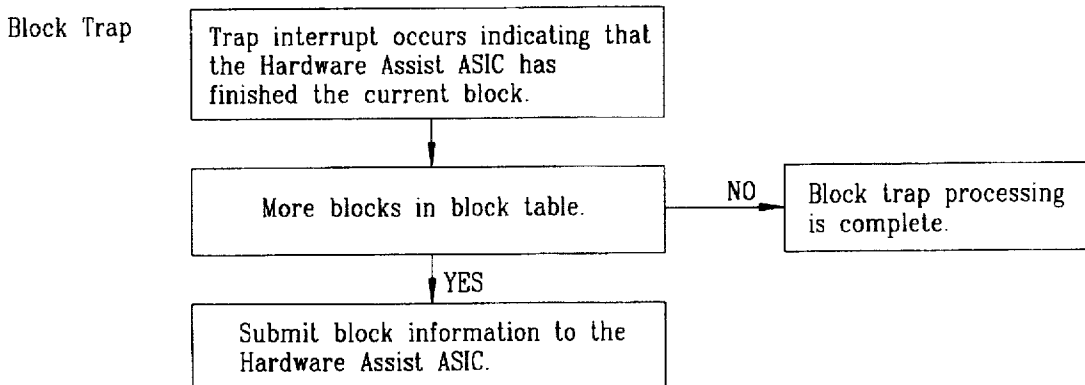 Block Trap
Trap interrupt occurs indicating that
the Hardware Assist ASIC has
finished the current block.
More blocks in block table.
NO
Block trap processing
is complete.
YES
Submit block information to the
Hardware Assist ASIC.